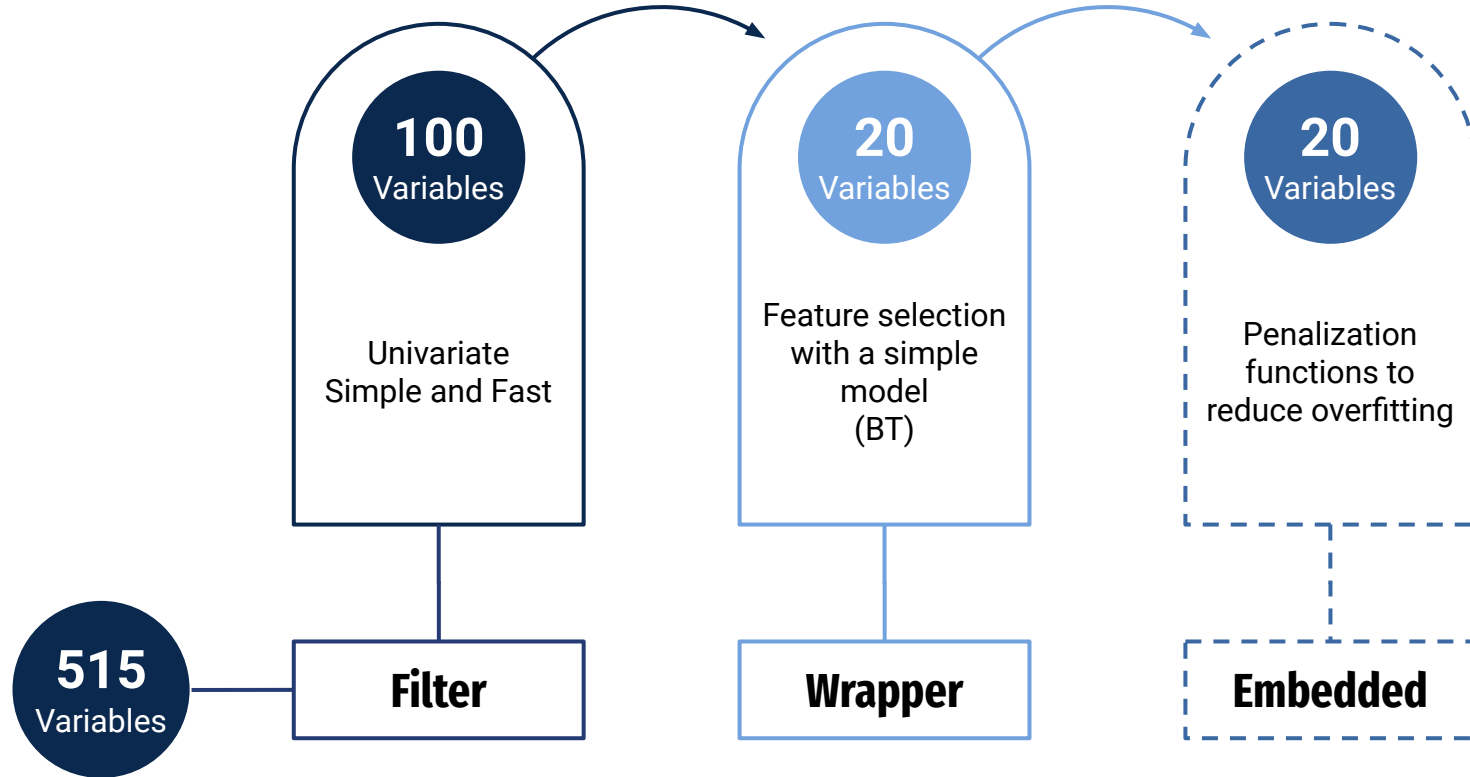 100
Variables
Univariate
Simple and Fast
Filter
515
Variables
20
Variables
Feature selection
with a simple
model
(BT)
Wrapper
20
Variables
Penalization
functions to
reduce overfitting
Embedded